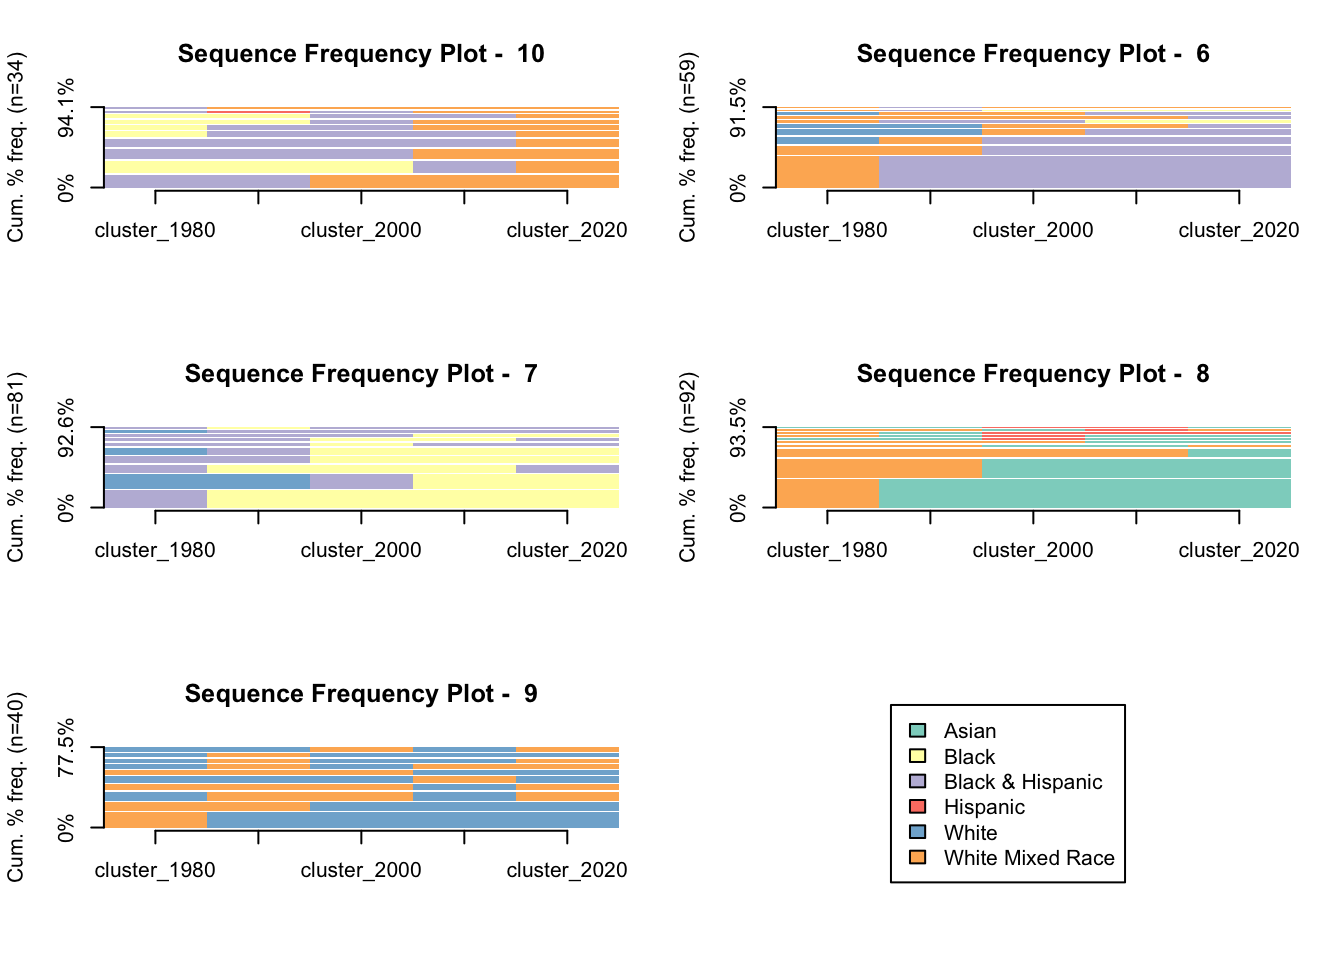 Sequence Frequency Plot -  10
Cum. % freq. (n=34)
0%
94.1%
cluster_1980
cluster_2000
cluster_2020
Sequence Frequency Plot -  6
Cum. % freq. (n=59)
0%
91.5%
cluster_1980
cluster_2000
cluster_2020
Sequence Frequency Plot -  7
Cum. % freq. (n=81)
0%
92.6%
cluster_1980
cluster_2000
cluster_2020
Sequence Frequency Plot -  8
Cum. % freq. (n=92)
0%
93.5%
cluster_1980
cluster_2000
cluster_2020
Sequence Frequency Plot -  9
Cum. % freq. (n=40)
0%
77.5%
cluster_1980
cluster_2000
cluster_2020
Asian
Black
Black & Hispanic
Hispanic
White
White Mixed Race